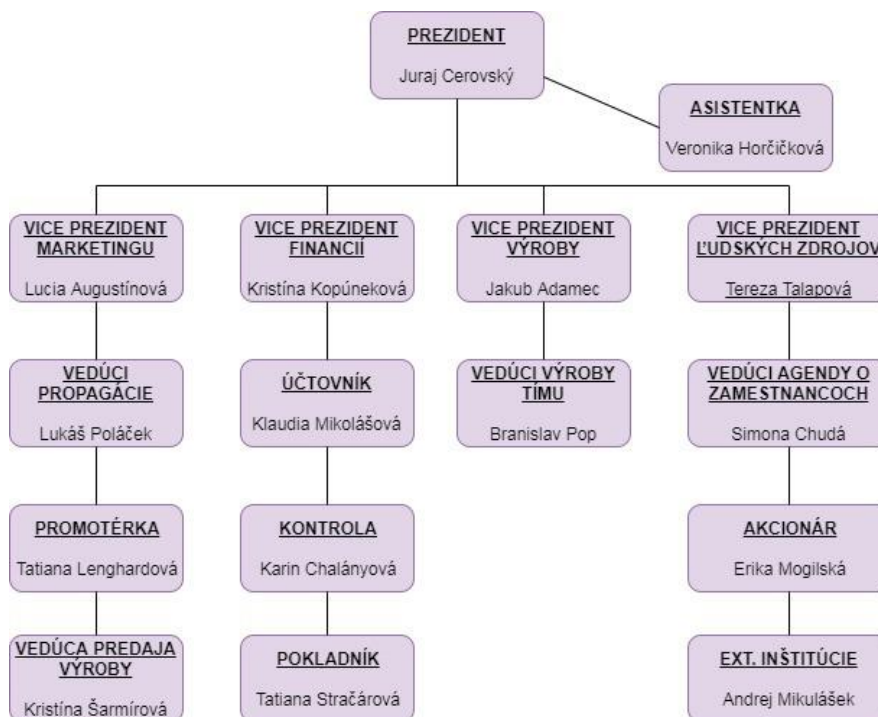 PREZIDENT
Juraj Cerovský
ASISTENTKA
Veronika Horčičková
VICE PREZIDENT
MARKETINGU
Lucia Augustínová
VICE PREZIDENT
FINANCIÍ
Kristína Kopúneková
VICE PREZIDENT
VÝROBY
Jakub Adamec
VICE PREZIDENT
ĽUDSKÝCH ZDROJOV
Tereza Talapová
VEDÚCI
PROPAGÁCIE
Lukáš Poláček
ÚČTOVNÍK
Klaudia Mikolášová
VEDÚCI VÝROBY
TÍMU
Branislav Pop
VEDÚCI AGENDY O
ZAMESTNANCOCH
Simona Chudá
PROMOTÉRKA
Tatiana Lenghardová
KONTROLA
Karin Chalányová
AKCIONÁR
Erika Mogilská
VEDÚCA PREDAJA
VÝROBY
Kristína Šarmírová
POKLADNÍK
Tatiana Stračárová
EXT. INŠTITÚCIE
Andrej Mikulášek